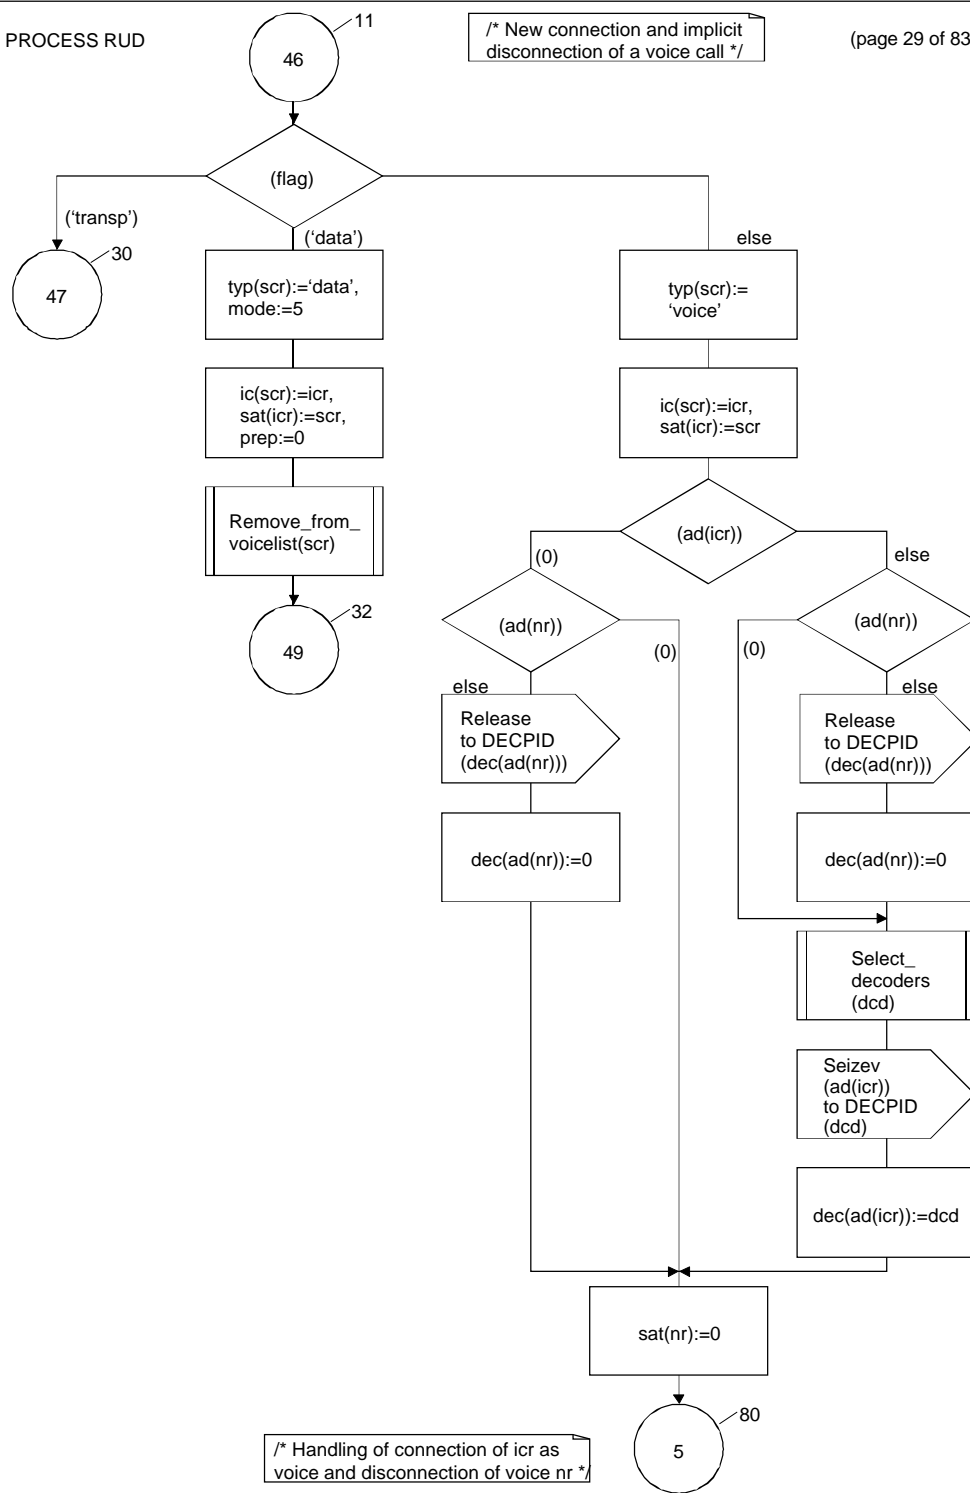 PROCESS RUD
11
/* New connection and implicit
disconnection of a voice call */
(page 29 of 83
46
(flag)
(‘transp’)
(‘data’)
else
30
47
typ(scr):=‘data’,
mode:=5
typ(scr):=
‘voice’
ic(scr):=icr,
sat(icr):=scr,
prep:=0
ic(scr):=icr,
sat(icr):=scr
Remove_from_
voicelist(scr)
(ad(icr))
(0)
else
32
49
(ad(nr))
(0)
(0)
(ad(nr))
else
else
Release
to DECPID
(dec(ad(nr)))
Release
to DECPID
(dec(ad(nr)))
dec(ad(nr)):=0
dec(ad(nr)):=0
Select_
decoders
(dcd)
Seizev
(ad(icr))
to DECPID
(dcd)
dec(ad(icr)):=dcd
sat(nr):=0
80
5
/* Handling of connection of icr as
voice and disconnection of voice nr */